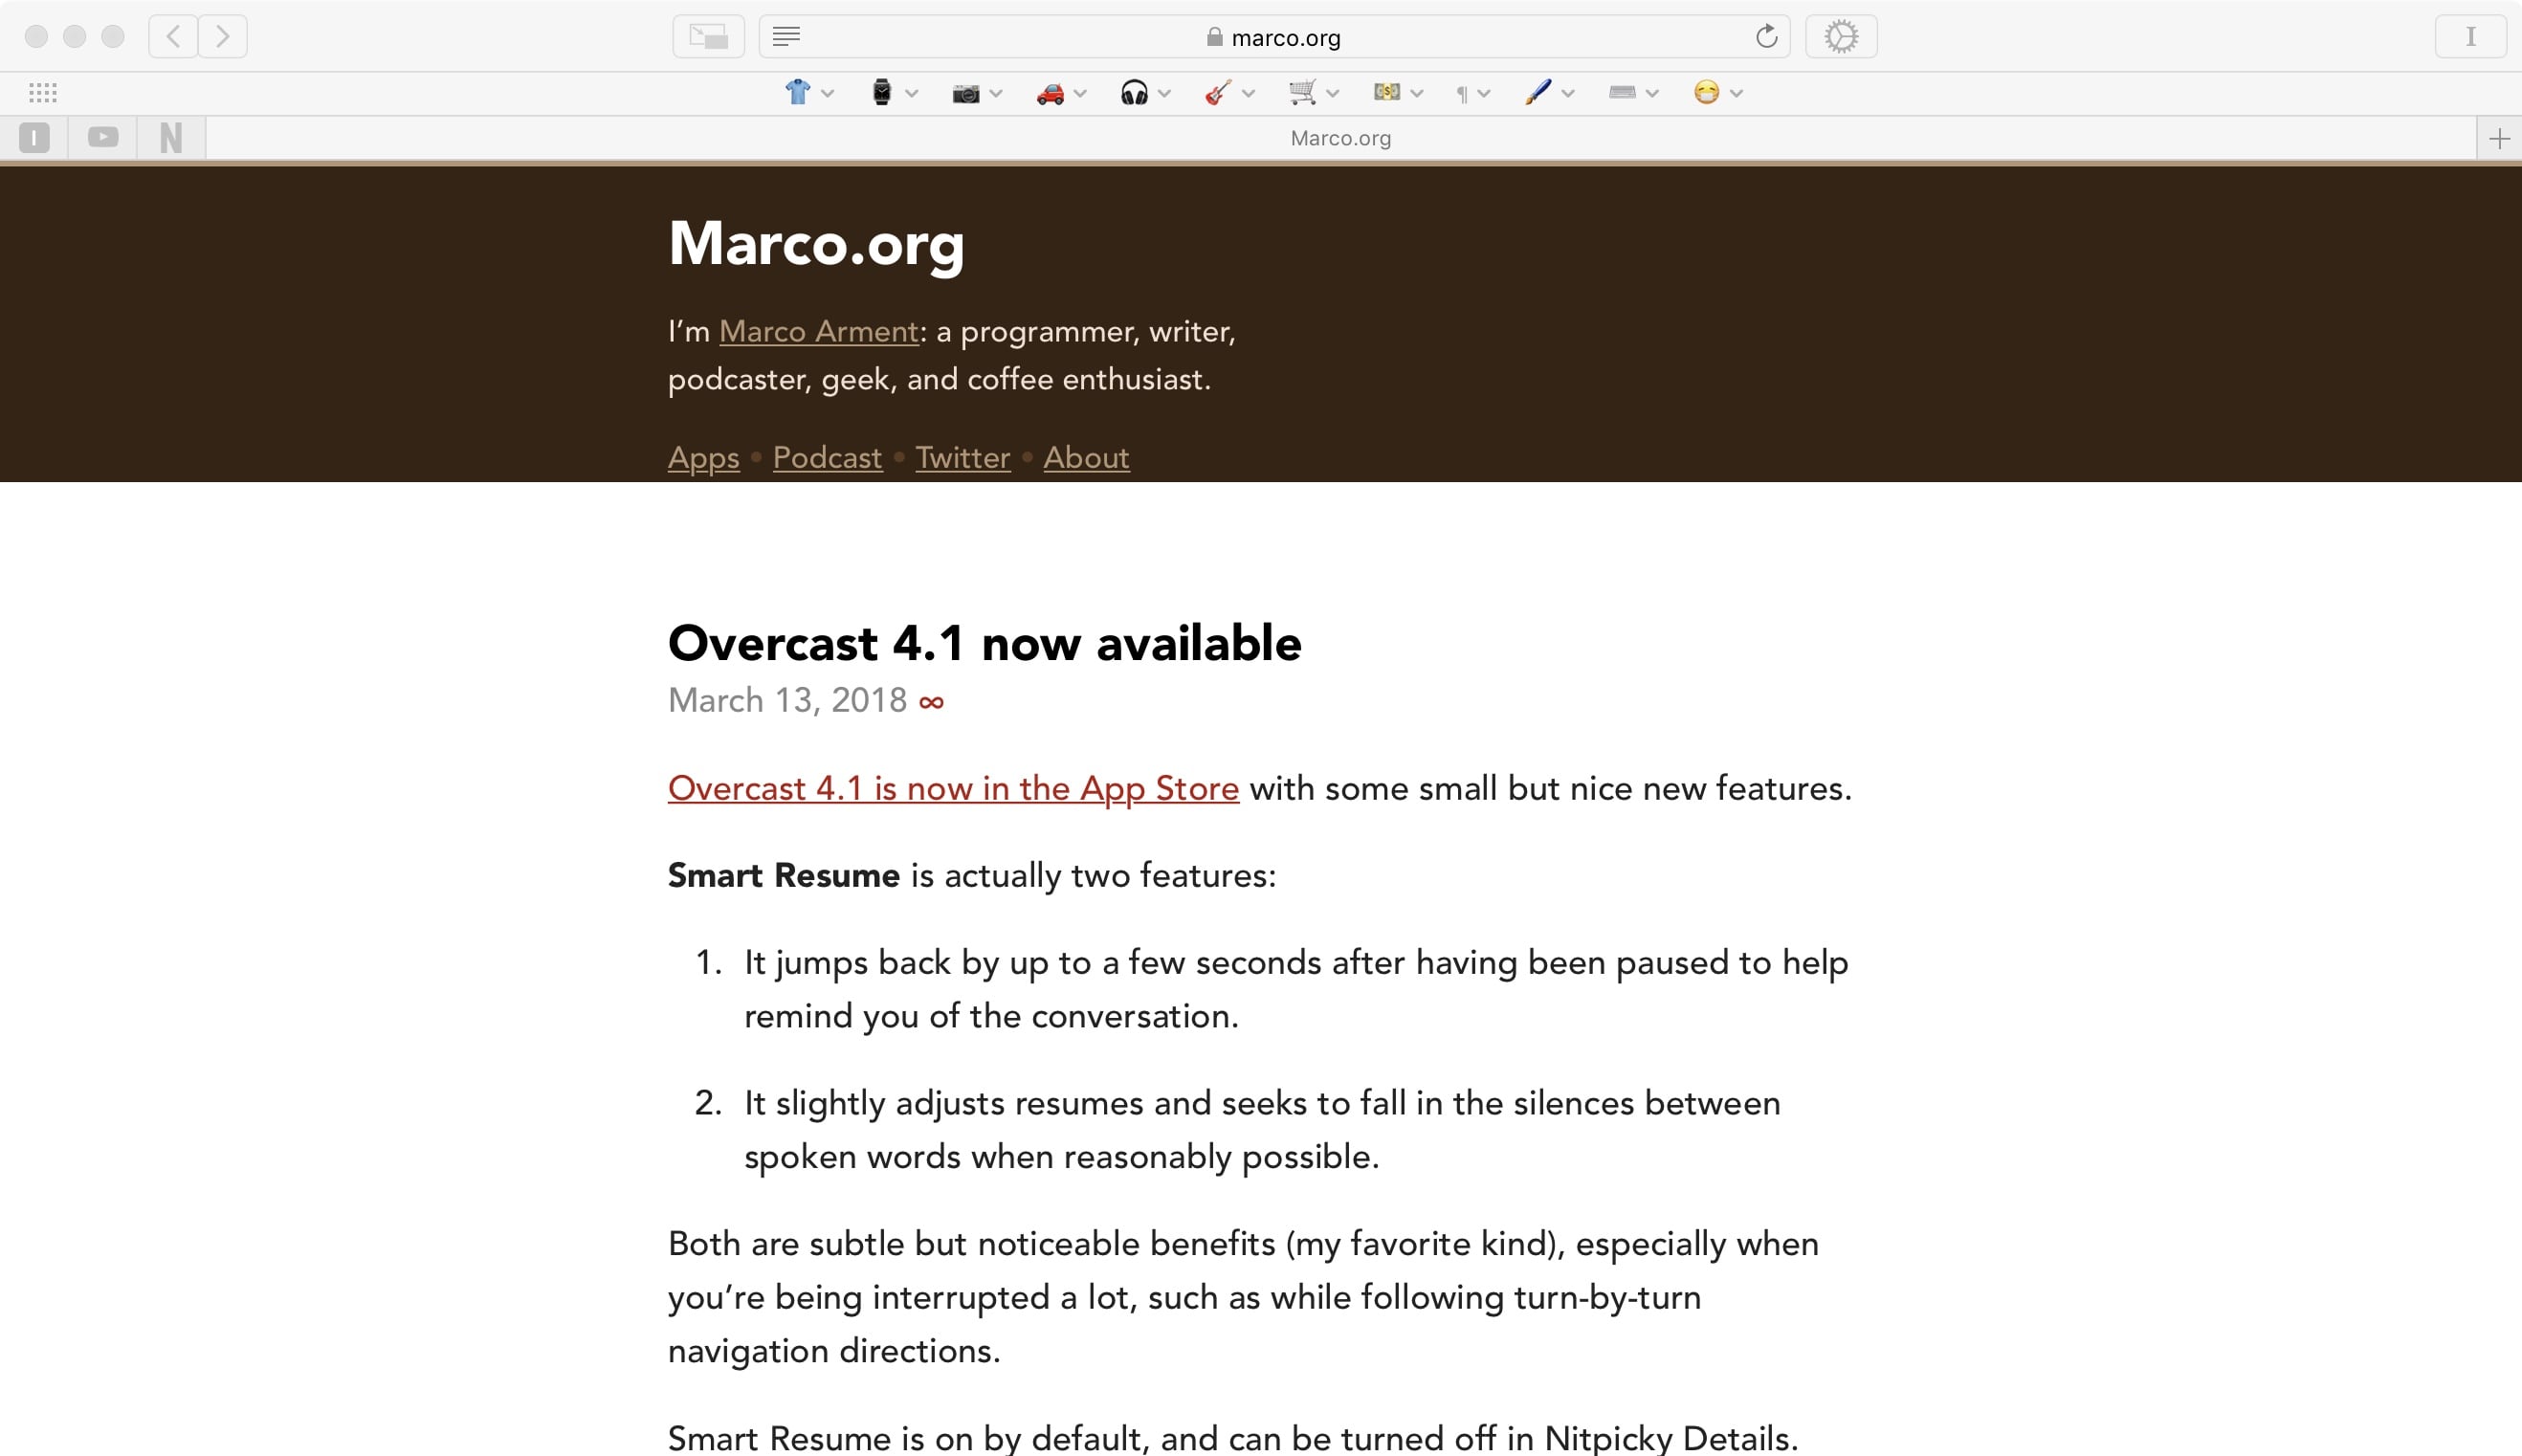 marco.org
I
I
N
Marco.org
Marco.org
I’m Marco Arment: a programmer, writer,
podcaster, geek, and coffee enthusiast.
Apps • Podcast • Twitter • About
Overcast 4.1 now available
March 13, 2018 ∞
Overcast 4.1 is now in the App Store with some small but nice new features.
Smart Resume is actually two features:
1. It jumps back by up to a few seconds after having been paused to help
remind you of the conversation.
2. It slightly adjusts resumes and seeks to fall in the silences between
spoken words when reasonably possible.
Both are subtle but noticeable benefits (my favorite kind), especially when
you’re being interrupted a lot, such as while following turn-by-turn
navigation directions.
Smart Resume is on by default, and can be turned off in Nitpicky Details.